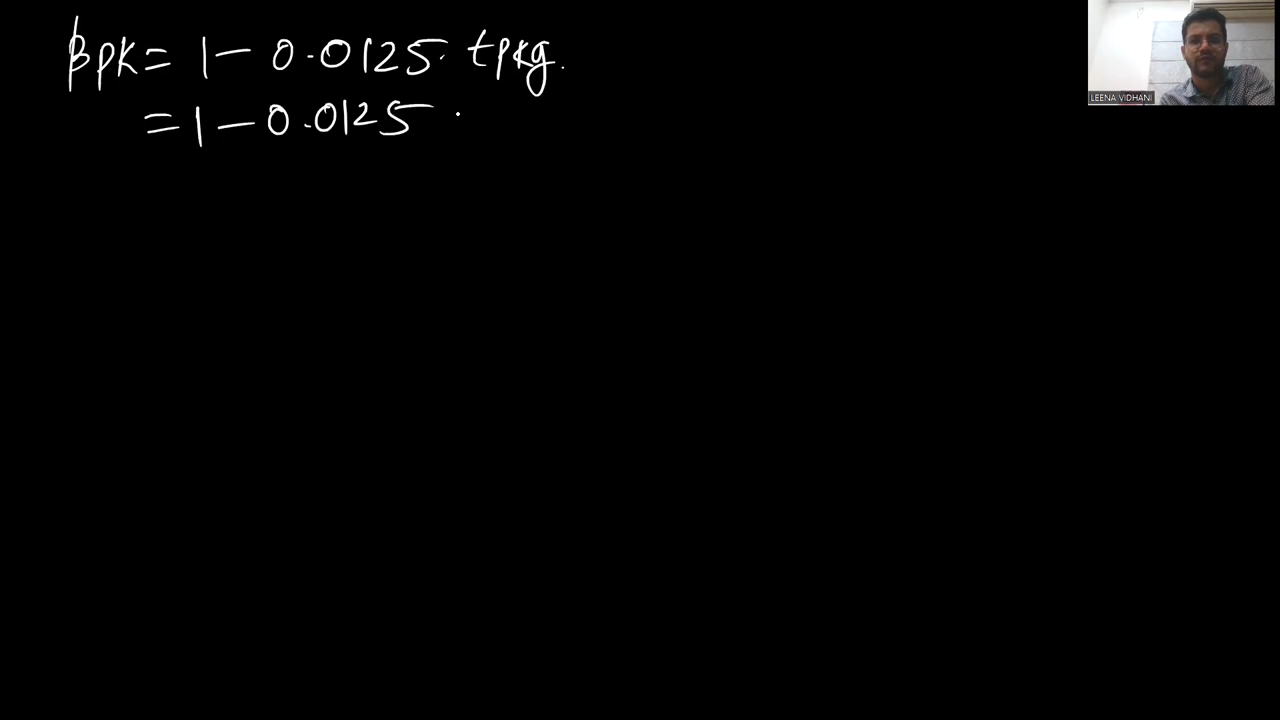 βpk = 1 - 0.0125. tpkg.
= 1 - 0.0125 .
LEENA VIDHANI